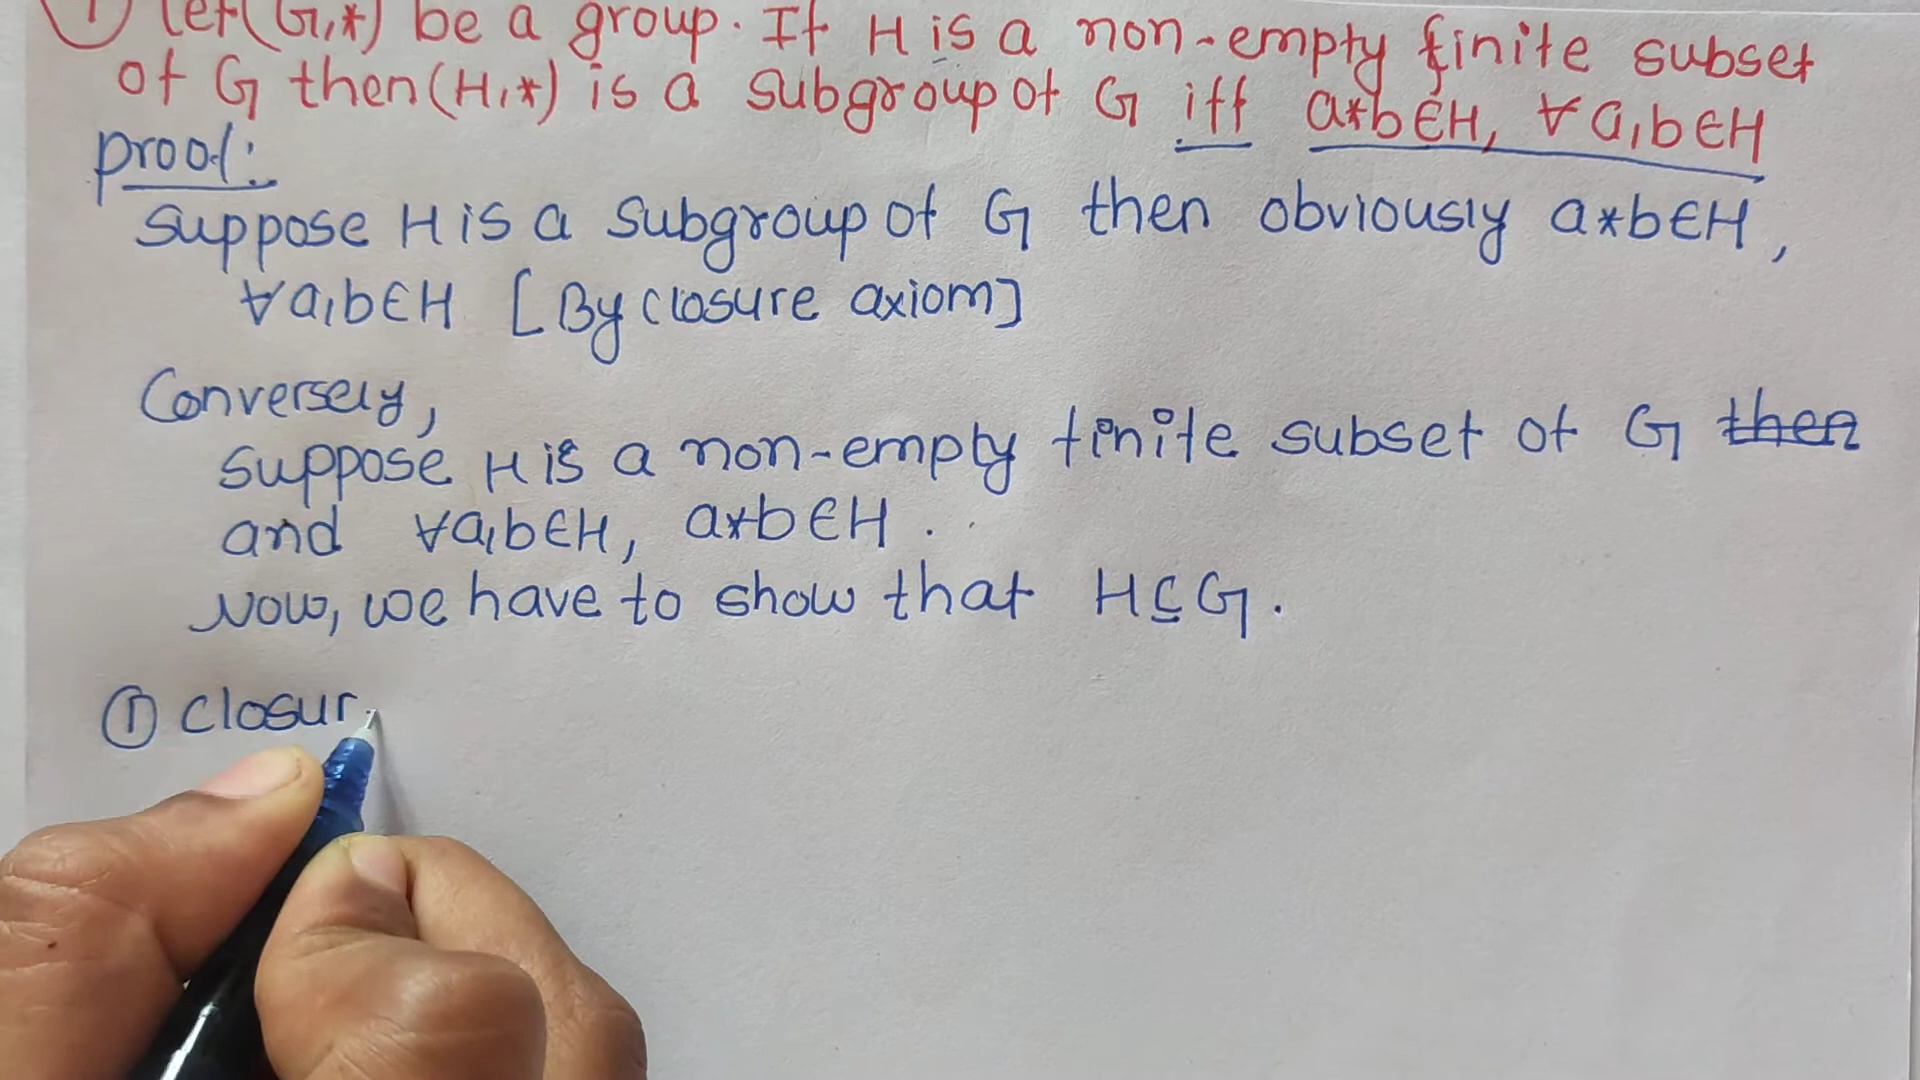 ① Let (G,*) be a group. If H is a non-empty finite subset
of G then (H,*) is a subgroup of G iff a*b∈H, ∀a,b∈H
proof:
Suppose H is a subgroup of G then obviously a*b∈H,
∀a,b∈H [By closure axiom]
Conversely,
Suppose H is a non-empty finite subset of G then
and ∀a,b∈H, a*b∈H.
Now, we have to show that H⊆G.
① Closur